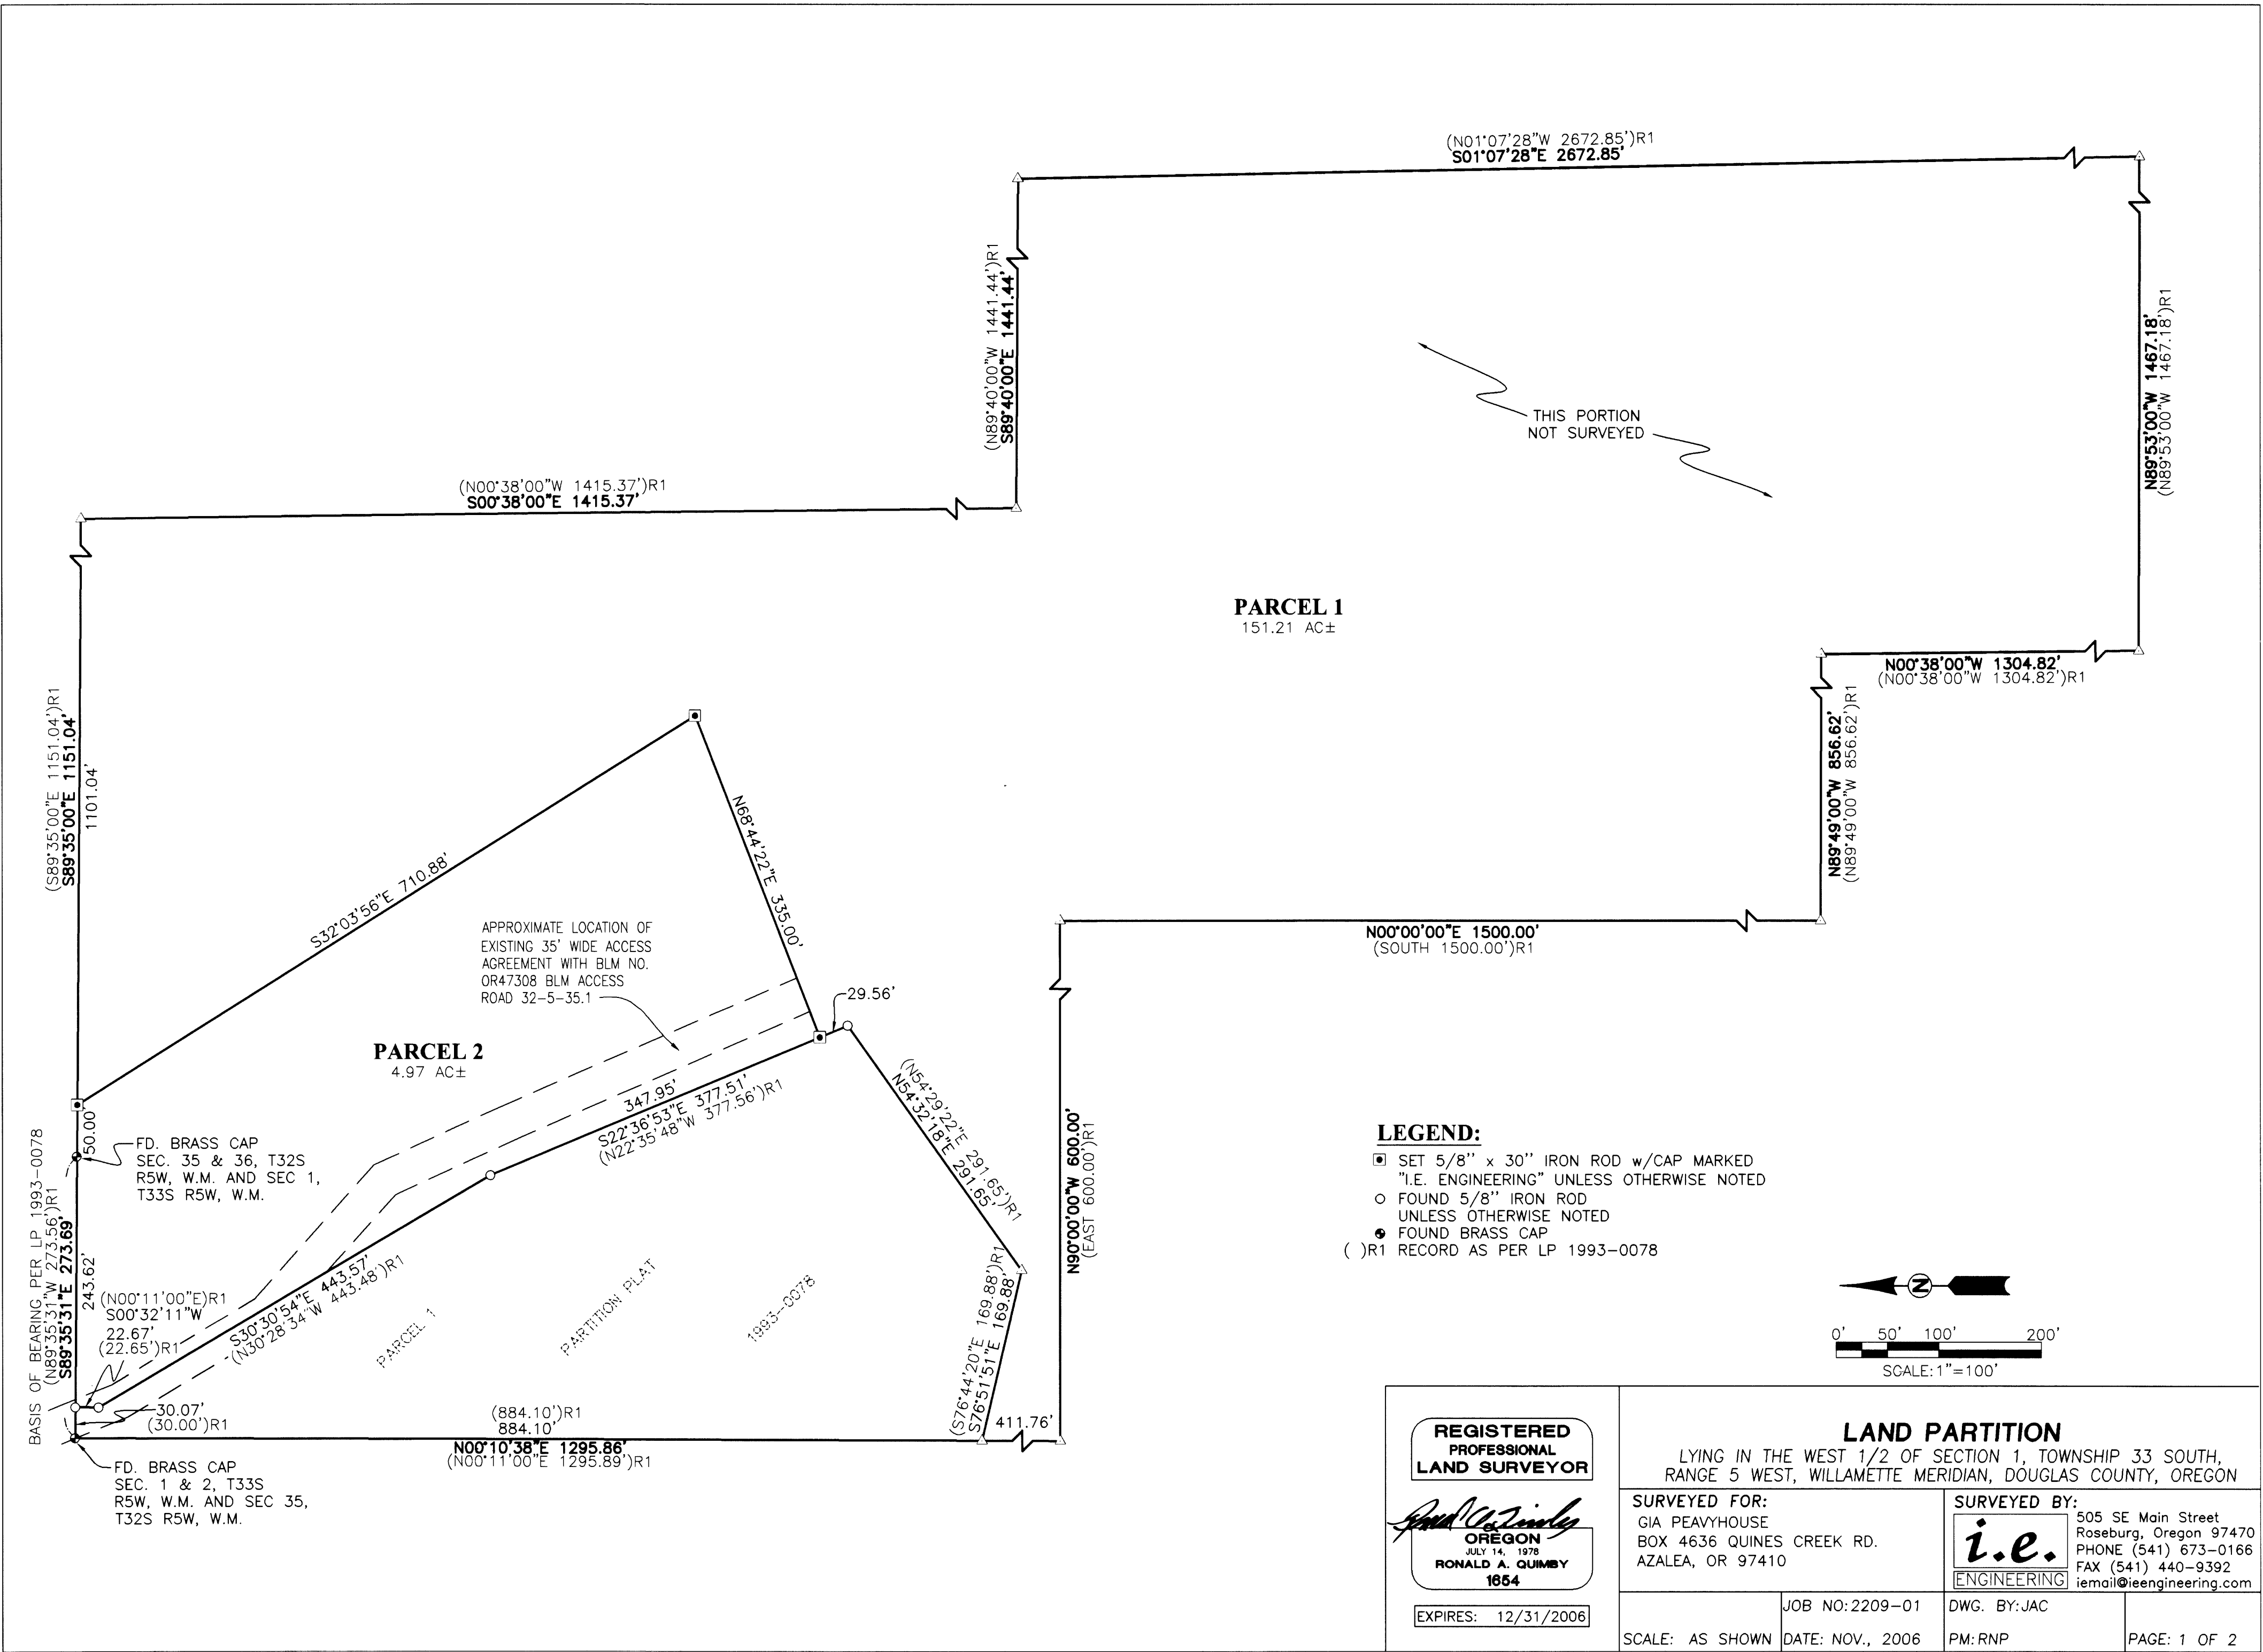 (N01°07'28"W 2672.85')R1
S01°07'28"E 2672.85'
(N89°40'00"W 1441.44')R1
S89°40'00"E 1441.44'
N89°53'00"W 1467.18'
(N89°53'00"W 1467.18')R1
THIS PORTION
NOT SURVEYED
(N00°38'00"W 1415.37')R1
S00°38'00"E 1415.37'
PARCEL 1
151.21 AC±
N00°38'00"W 1304.82'
(N00°38'00"W 1304.82')R1
N89°49'00"W 856.62'
(N89°49'00"W 856.62')R1
(S89°35'00"E 1151.04')R1
S89°35'00"E 1151.04'
1101.04'
S32°03'56"E 710.88'
N68°44'22"E 335.00'
N00°00'00"E 1500.00'
(SOUTH 1500.00')R1
APPROXIMATE LOCATION OF
EXISTING 35' WIDE ACCESS
AGREEMENT WITH BLM NO.
OR47308 BLM ACCESS
ROAD 32-5-35.1
29.56'
PARCEL 2
4.97 AC±
347.95'
S22°36'53"E 377.51'
(N22°35'48"W 377.56')R1
(N54°29'22"E 291.65')R1
N54°32'18"E 291.65'
N90°00'00"W 600.00'
(EAST 600.00')R1
50.00'
FD. BRASS CAP
SEC. 35 & 36, T32S
R5W, W.M. AND SEC 1,
T33S R5W, W.M.
BASIS OF BEARING PER LP 1993-0078
(N89°35'31"W 273.56')R1
S89°35'31"E 273.69'
243.62'
(N00°11'00"E)R1
S00°32'11"W
22.67'
(22.65')R1
S30°30'54"E 443.57'
(N30°28'34"W 443.48')R1
PARCEL 1
PARTITION PLAT
1993-0078
(S76°44'20"E 169.88')R1
S76°51'51"E 169.88'
30.07'
(30.00')R1
(884.10')R1
884.10'
411.76'
N00°10'38"E 1295.86'
(N00°11'00"E 1295.89')R1
FD. BRASS CAP
SEC. 1 & 2, T33S
R5W, W.M. AND SEC 35,
T32S R5W, W.M.
LEGEND:
SET 5/8'' x 30'' IRON ROD w/CAP MARKED
"I.E. ENGINEERING" UNLESS OTHERWISE NOTED
FOUND 5/8'' IRON ROD
UNLESS OTHERWISE NOTED
FOUND BRASS CAP
( )R1 RECORD AS PER LP 1993-0078
N
0' 50' 100' 200'
SCALE: 1"=100'
REGISTERED
PROFESSIONAL
LAND SURVEYOR
OREGON
JULY 14, 1978
RONALD A. QUIMBY
1654
EXPIRES: 12/31/2006
LAND PARTITION
LYING IN THE WEST 1/2 OF SECTION 1, TOWNSHIP 33 SOUTH,
RANGE 5 WEST, WILLAMETTE MERIDIAN, DOUGLAS COUNTY, OREGON
SURVEYED FOR:
GIA PEAVYHOUSE
BOX 4636 QUINES CREEK RD.
AZALEA, OR 97410
SURVEYED BY:
i.e.
ENGINEERING
505 SE Main Street
Roseburg, Oregon 97470
PHONE (541) 673-0166
FAX (541) 440-9392
iemail@ieengineering.com
SCALE: AS SHOWN
JOB NO: 2209-01
DATE: NOV., 2006
DWG. BY: JAC
PM: RNP
PAGE: 1 OF 2